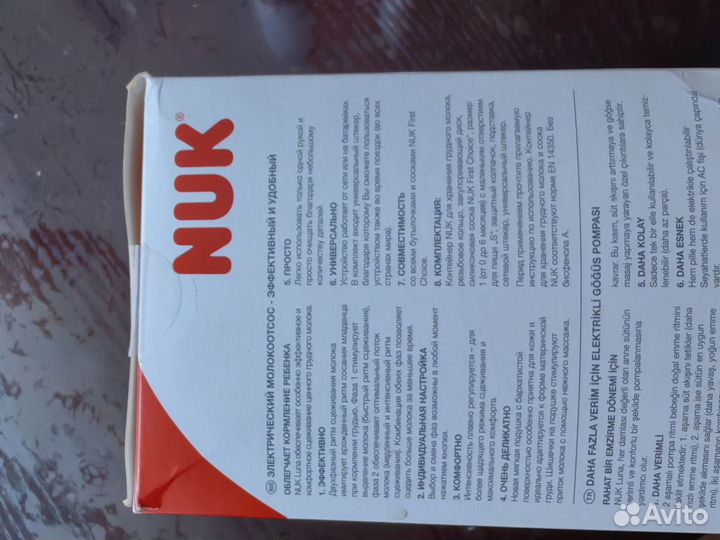 NUK®
RUS ЭЛЕКТРИЧЕСКИЙ МОЛОКООТСОС - ЭФФЕКТИВНЫЙ И УДОБНЫЙ
ОБЛЕГЧАЕТ КОРМЛЕНИЕ РЕБЕНКА
NUK Luna обеспечивает особенно эффективное и
комфортное сцеживание ценного грудного молока.
1. ЭФФЕКТИВНО
Двухфазный ритм сцеживания молока
имитирует врожденный ритм сосания младенца
при кормлении грудью. Фаза 1 стимулирует
выделение молока (быстрый ритм сцеживания),
фаза 2 обеспечивает оптимальный поток
молока (медленный и интенсивный ритм
сцеживания). Комбинация обеих фаз позволяет
сцедить больше молока за меньшее время.
2. ИНДИВИДУАЛЬНАЯ НАСТРОЙКА
Выбор и смена фаз возможны в любой момент
нажатием кнопки.
3. КОМФОРТНО
Интенсивность плавно регулируется – для
более щадящего режима сцеживания и
максимального комфорта.
4. ОЧЕНЬ ДЕЛИКАТНО
Новая мягкая подушка с бархатистой
поверхностью особенно приятна для кожи и
идеально адаптируется к форме материнской
груди. Шишечки на подушке стимулируют
приток молока с помощью нежного массажа.
5. ПРОСТО
Легко использовать только одной рукой и
просто очищать благодаря небольшому
количеству деталей.
6. УНИВЕРСАЛЬНО
Устройство работает от сети или на батарейках.
В комплект входит универсальный штекер,
благодаря которому Вы сможете пользоваться
устройством также во время поездок (во всех
странах мира).
7. СОВМЕСТИМОСТЬ
со всеми бутылочками и сосками NUK First
Choice.
8. КОМПЛЕКТАЦИЯ:
Контейнер NUK для хранения грудного молока,
резьбовое кольцо, закупоривающий диск,
силиконовая соска NUK First Choice+, размер
1 (от 0 до 6 месяцев) с маленьким отверстием
для пищи „S“, защитный колпачок, подставка,
сетевой штекер, универсальный штекер.
Перед применением прочтите прилагаемую
инструкцию по использованию. Контейнер
для хранения грудного молока и соска
NUK соответствуют норме EN 14350. Без
бисфенола А.
TR DAHA FAZLA VERİM İÇİN ELEKTRİKLİ GÖĞÜS POMPASI
RAHAT BİR EMZİRME DÖNEMİ İÇİN
NUK Luna, her damlası değerli olan anne sütünün
verimli ve konforlu bir şekilde pompalanmasına
yardımcı olur.
1. DAHA VERİMLİ
2 aşamalı pompa ritmi bebeğin doğal emme ritmini
taklit etmektedir: 1. aşama süt akışını tetikler (daha
hızlı emme ritmi), 2. aşama ise sütün en uygun
şekilde akmasını sağlar (daha yavaş, yoğun emme
ritmi). İki aşamanın
kavrar. Bu kısım, süt akışını artırmaya ve göğse
masaj yapmaya yarayan özel çıkıntılara sahiptir.
5. DAHA KOLAY
Sadece tek bir elle kullanılabilir ve kolayca temiz-
lenebilir (daha az parça).
6. DAHA ESNEK
Hem pille hem de elektrikle çalıştırılabilir
Seyahatlerde kullanım için AC fişi (dünya çapında)
vardır.
Avito